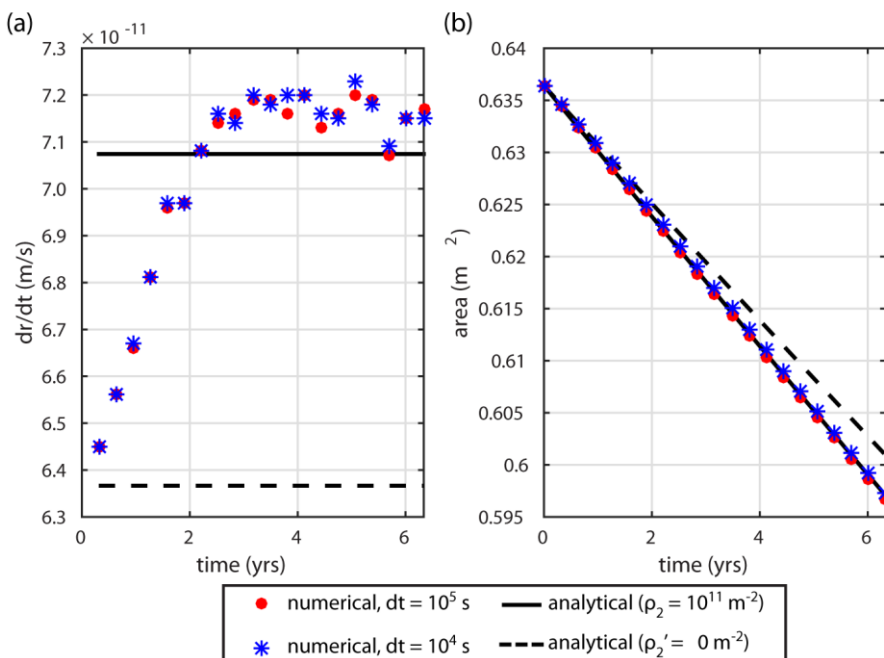 (a)
× 10 ⁻¹¹
7.3
7.2
7.1
7.0
6.9
6.8
6.7
6.6
6.5
6.4
6.3
dr/dt (m/s)
0 2 4 6
time (yrs)
(b)
0.64
0.635
0.63
0.625
0.62
0.615
0.61
0.605
0.6
0.595
area (m ²)
0 2 4 6
time (yrs)
numerical, dt = 10⁵ s
analytical (ρ₂ = 10¹¹ m⁻²)
numerical, dt = 10⁴ s
analytical (ρ₂' = 0 m⁻²)